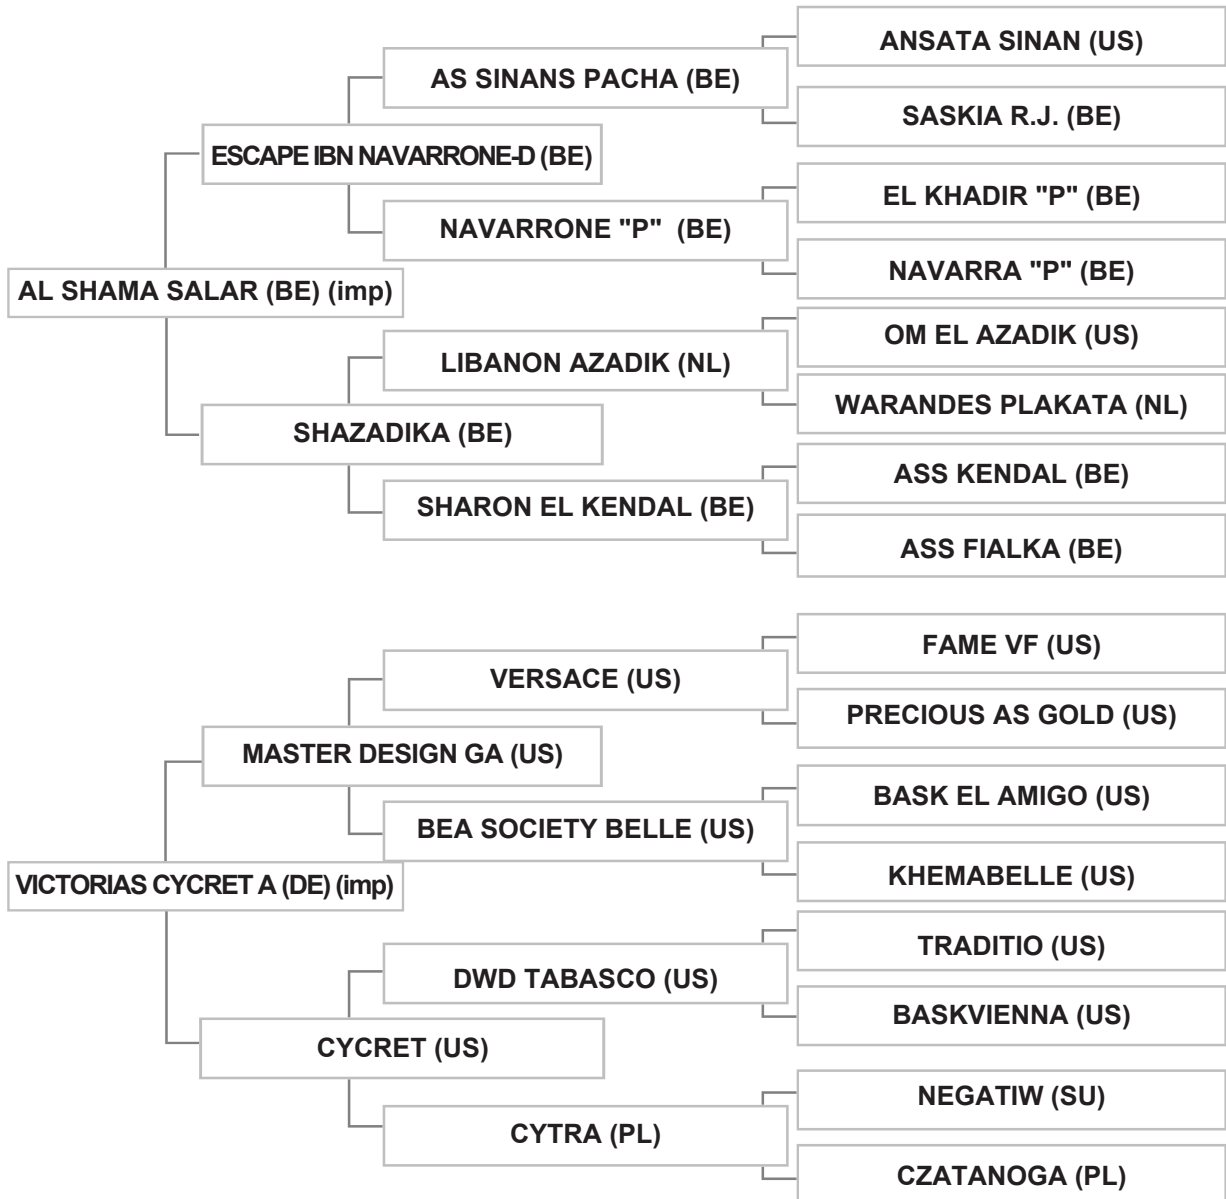 ANSATA SINAN (US)
AS SINANS PACHA (BE)
SASKIA R.J. (BE)
ESCAPE IBN NAVARRONE-D (BE)
EL KHADIR "P" (BE)
NAVARRONE "P" (BE)
NAVARRA "P" (BE)
AL SHAMA SALAR (BE) (imp)
OM EL AZADIK (US)
LIBANON AZADIK (NL)
WARANDES PLAKATA (NL)
SHAZADIKA (BE)
ASS KENDAL (BE)
SHARON EL KENDAL (BE)
ASS FIALKA (BE)
FAME VF (US)
VERSACE (US)
PRECIOUS AS GOLD (US)
MASTER DESIGN GA (US)
BASK EL AMIGO (US)
BEA SOCIETY BELLE (US)
KHEMABELLE (US)
VICTORIAS CYCRET A (DE) (imp)
TRADITIO (US)
DWD TABASCO (US)
BASKVIENNA (US)
CYCRET (US)
NEGATIW (SU)
CYTRA (PL)
CZATANOGA (PL)